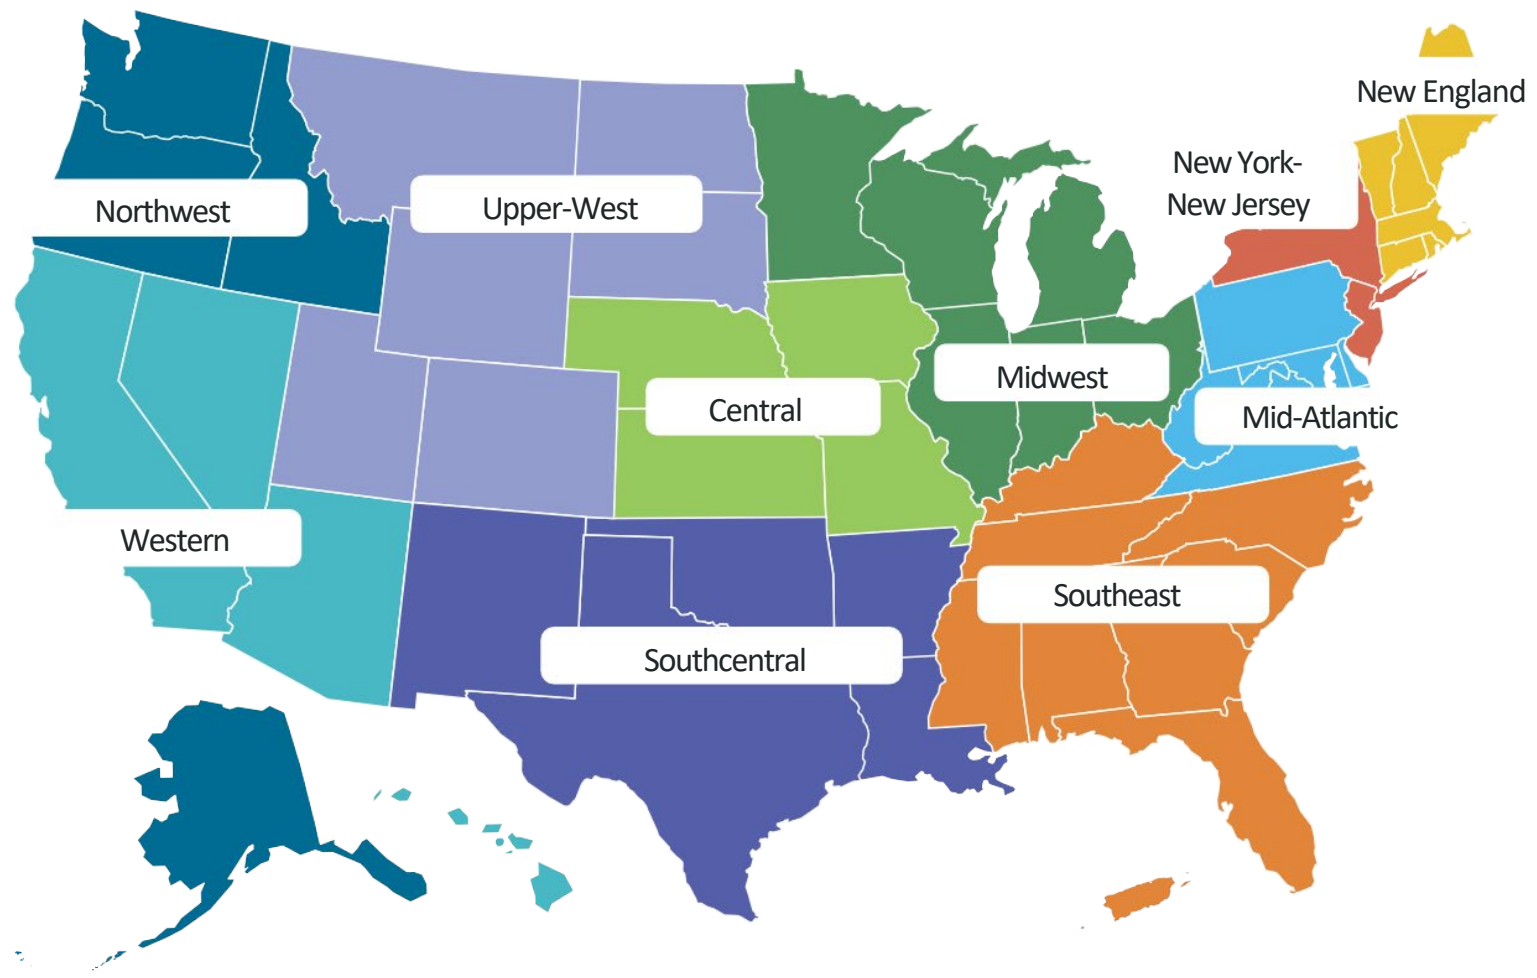 New England
New York-
New Jersey
Northwest
Upper-West
Midwest
Central
Mid-Atlantic
Western
Southeast
Southcentral